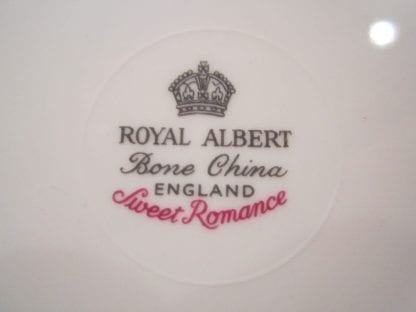 ROYAL ALBERT
Bone China
ENGLAND
Sweet Romance